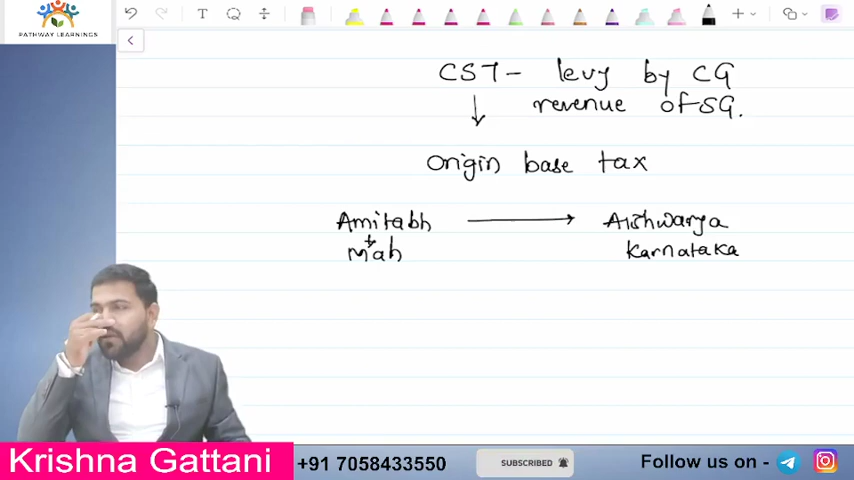 PATHWAY LEARNINGS
CST - levy by CG
revenue of SG.
Origin base tax
Amitabh
Aishwarya
Mah
Karnataka
Krishna Gattani
+91 7058433550
SUBSCRIBED
Follow us on -